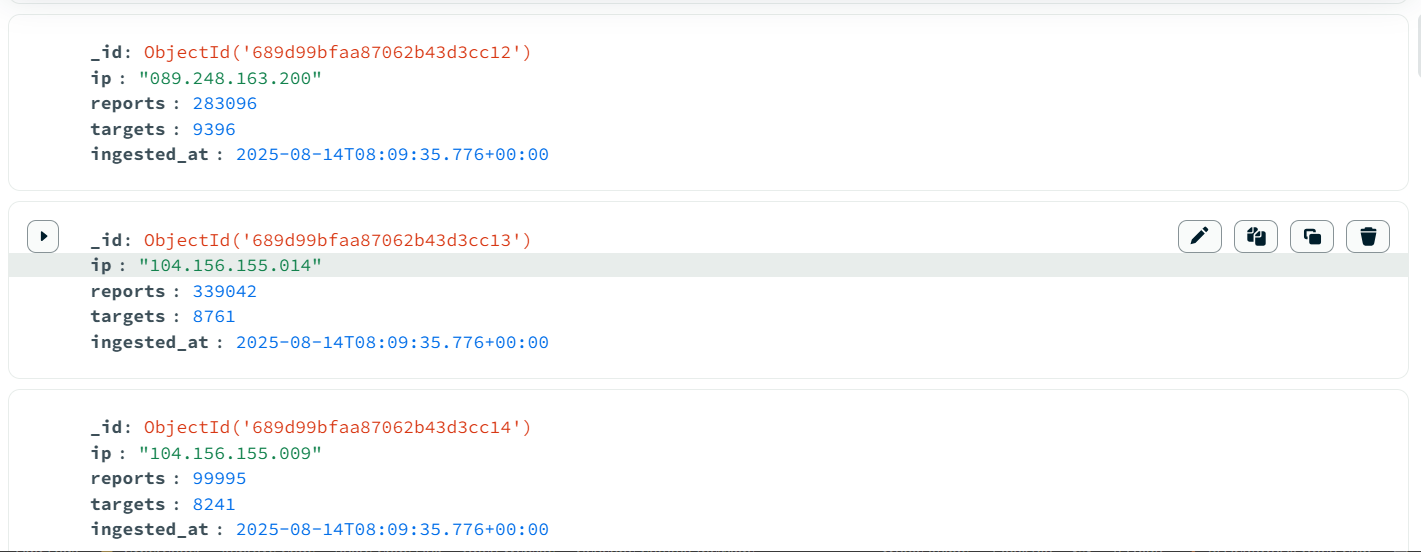 _id: ObjectId('689d99bfaa87062b43d3cc12')
ip : "089.248.163.200"
reports : 283096
targets : 9396
ingested_at : 2025-08-14T08:09:35.776+00:00
_id: ObjectId('689d99bfaa87062b43d3cc13')
ip : "104.156.155.014"
reports : 339042
targets : 8761
ingested_at : 2025-08-14T08:09:35.776+00:00
_id: ObjectId('689d99bfaa87062b43d3cc14')
ip : "104.156.155.009"
reports : 99995
targets : 8241
ingested_at : 2025-08-14T08:09:35.776+00:00